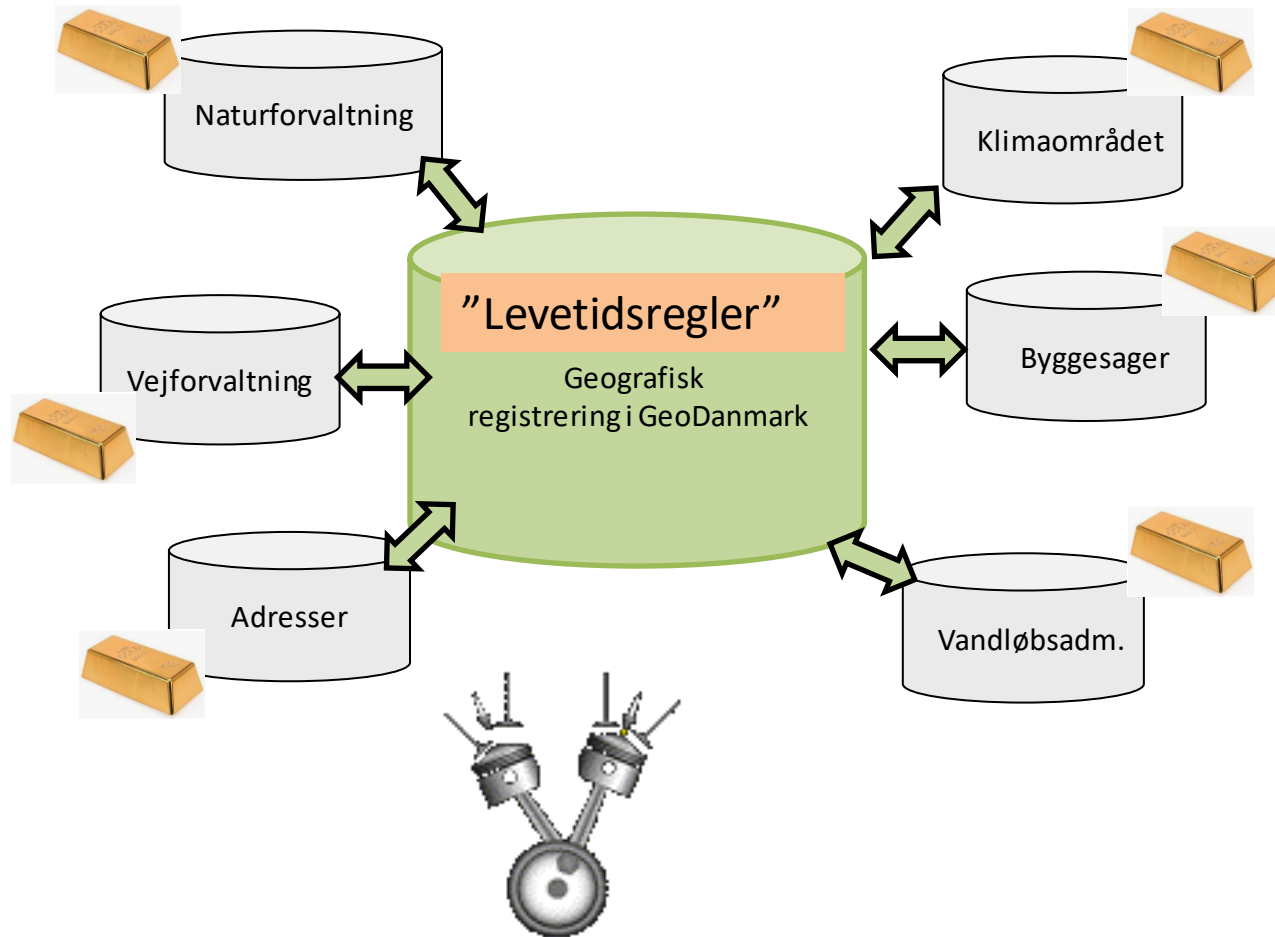 Naturforvaltning
Klimaområdet
”Levetidsregler”
Geografisk
registrering i GeoDanmark
Vejforvaltning
Byggesager
Adresser
Vandløbsadm.